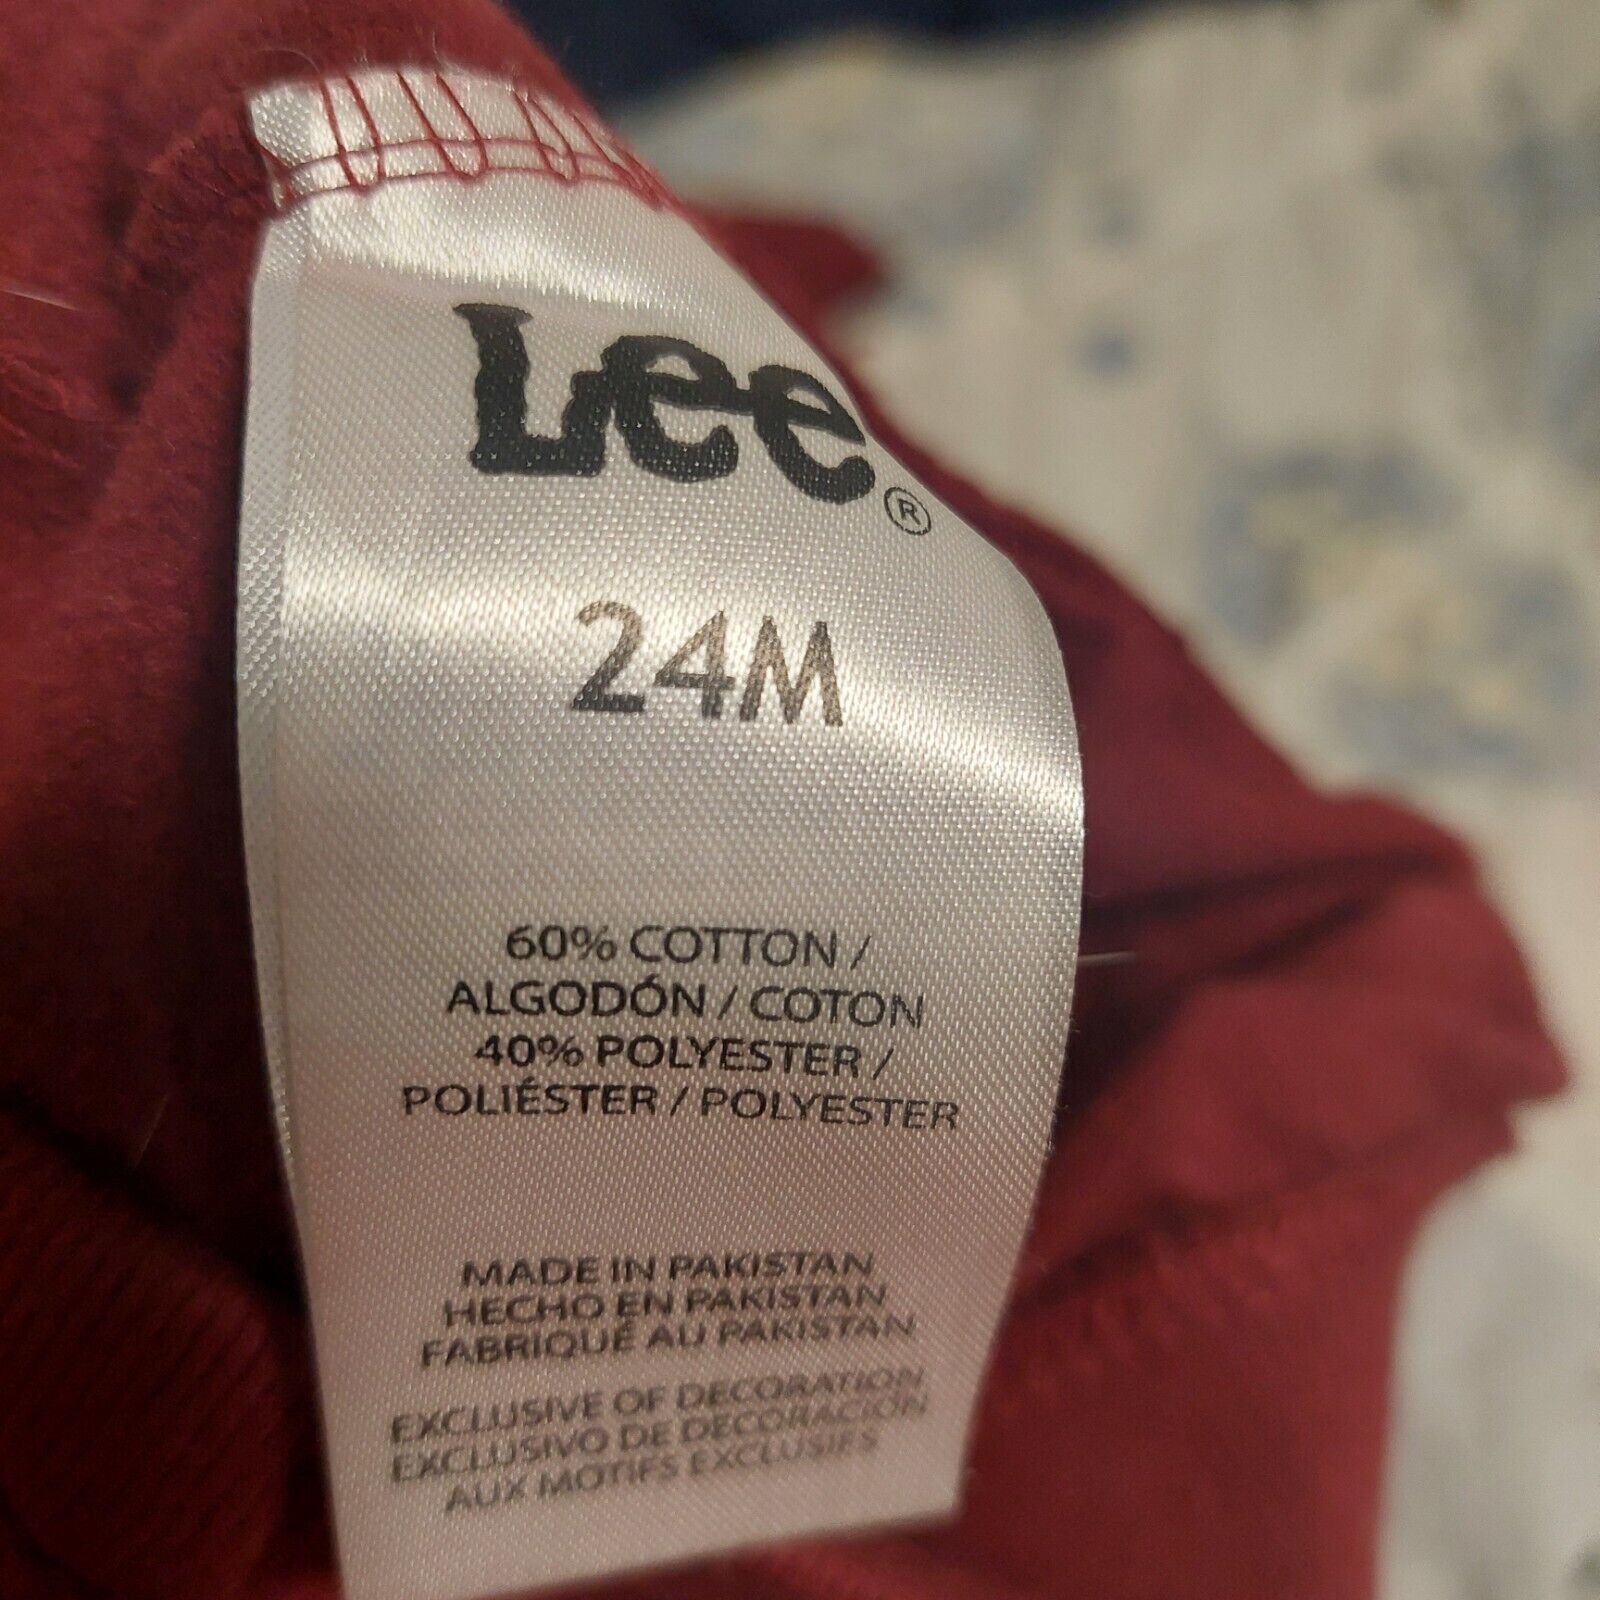 Lee®
24M
60% COTTON /
ALGODÓN / COTON
40% POLYESTER /
POLIÉSTER / POLYESTER
MADE IN PAKISTAN
HECHO EN PAKISTAN
FABRIQUÉ AU PAKISTAN
EXCLUSIVE OF DECORATION
EXCLUSIVO DE DECORACIÓN
AUX MOTIFS EXCLUSIFS